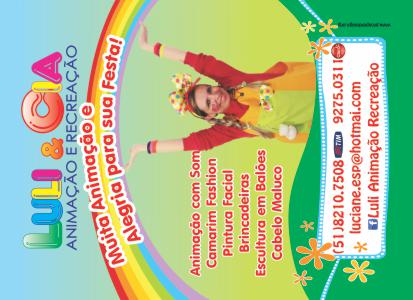 LULI & CIA
ANIMAÇÃO E RECREAÇÃO
Muita Animação e
Alegria para sua Festa!
Animação com Som
Camarim Fashion
Pintura Facial
Brincadeiras
Escultura em Balões
Cabelo Maluco
(51)8210.7508 TIM 9275.0311
luciane.esp@hotmai.com
Luli Animação Recreação